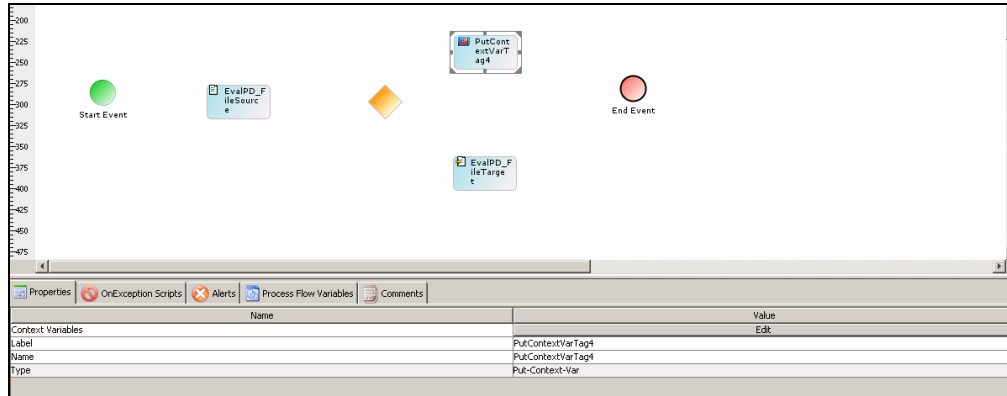 200
225
250
275
300
325
350
375
400
425
450
475
PutCont
extVarT
ag4
Start Event
EvalPD_F
ileSourc
e
End Event
EvalPD_F
ileTarge
t
Properties OnException Scripts Alerts Process Flow Variables Comments
Name Value
Context Variables Edit
Label PutContextVarTag4
Name PutContextVarTag4
Type Put-Context-Var